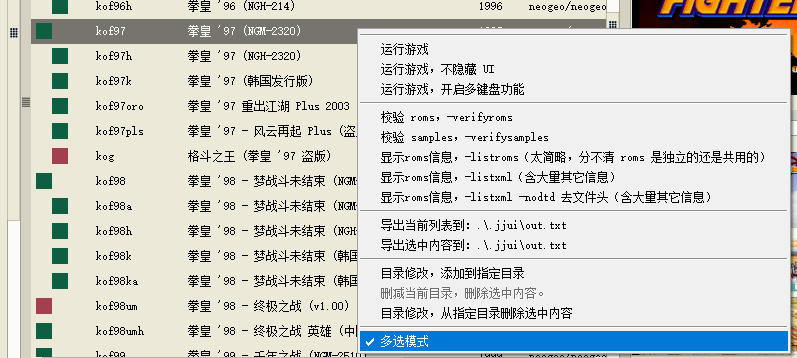 kof96h 拳皇 '96 (NGH-214) 1996 neogeo/neogeo
kof97 拳皇 '97 (NGM-2320)
kof97h 拳皇 '97 (NGH-2320)
kof97k 拳皇 '97 (韩国发行版)
kof97oro 拳皇 '97 重出江湖 Plus 2003
kof97pls 拳皇 '97 - 风云再起 Plus (盗
kog 格斗之王 (拳皇 '97 盗版)
kof98 拳皇 '98 - 梦战斗未结束 (NGM-
kof98a 拳皇 '98 - 梦战斗未结束 (NGM-
kof98h 拳皇 '98 - 梦战斗未结束 (NGH-
kof98k 拳皇 '98 - 梦战斗未结束 (韩国
kof98ka 拳皇 '98 - 梦战斗未结束 (韩国
kof98um 拳皇 '98 - 终极之战 (v1.00)
kof98umh 拳皇 '98 - 终极之战 英雄 (中
kof99 拳皇 '99 - 千年之战 (NGM-2510) 1999 neogeo/neogeo
FIGHTER
运行游戏
运行游戏，不隐藏 UI
运行游戏，开启多键盘功能
校验 roms，-verifyroms
校验 samples，-verifysamples
显示roms信息，-listroms（太简略，分不清 roms 是独立的还是共用的）
显示roms信息，-listxml（含大量其它信息）
显示roms信息，-listxml -nodtd 去文件头（含大量其它信息）
导出当前列表到：.\.jjui\out.txt
导出选中内容到：.\.jjui\out.txt
目录修改，添加到指定目录
删减当前目录，删除选中内容。
目录修改，从指定目录删除选中内容
多选模式